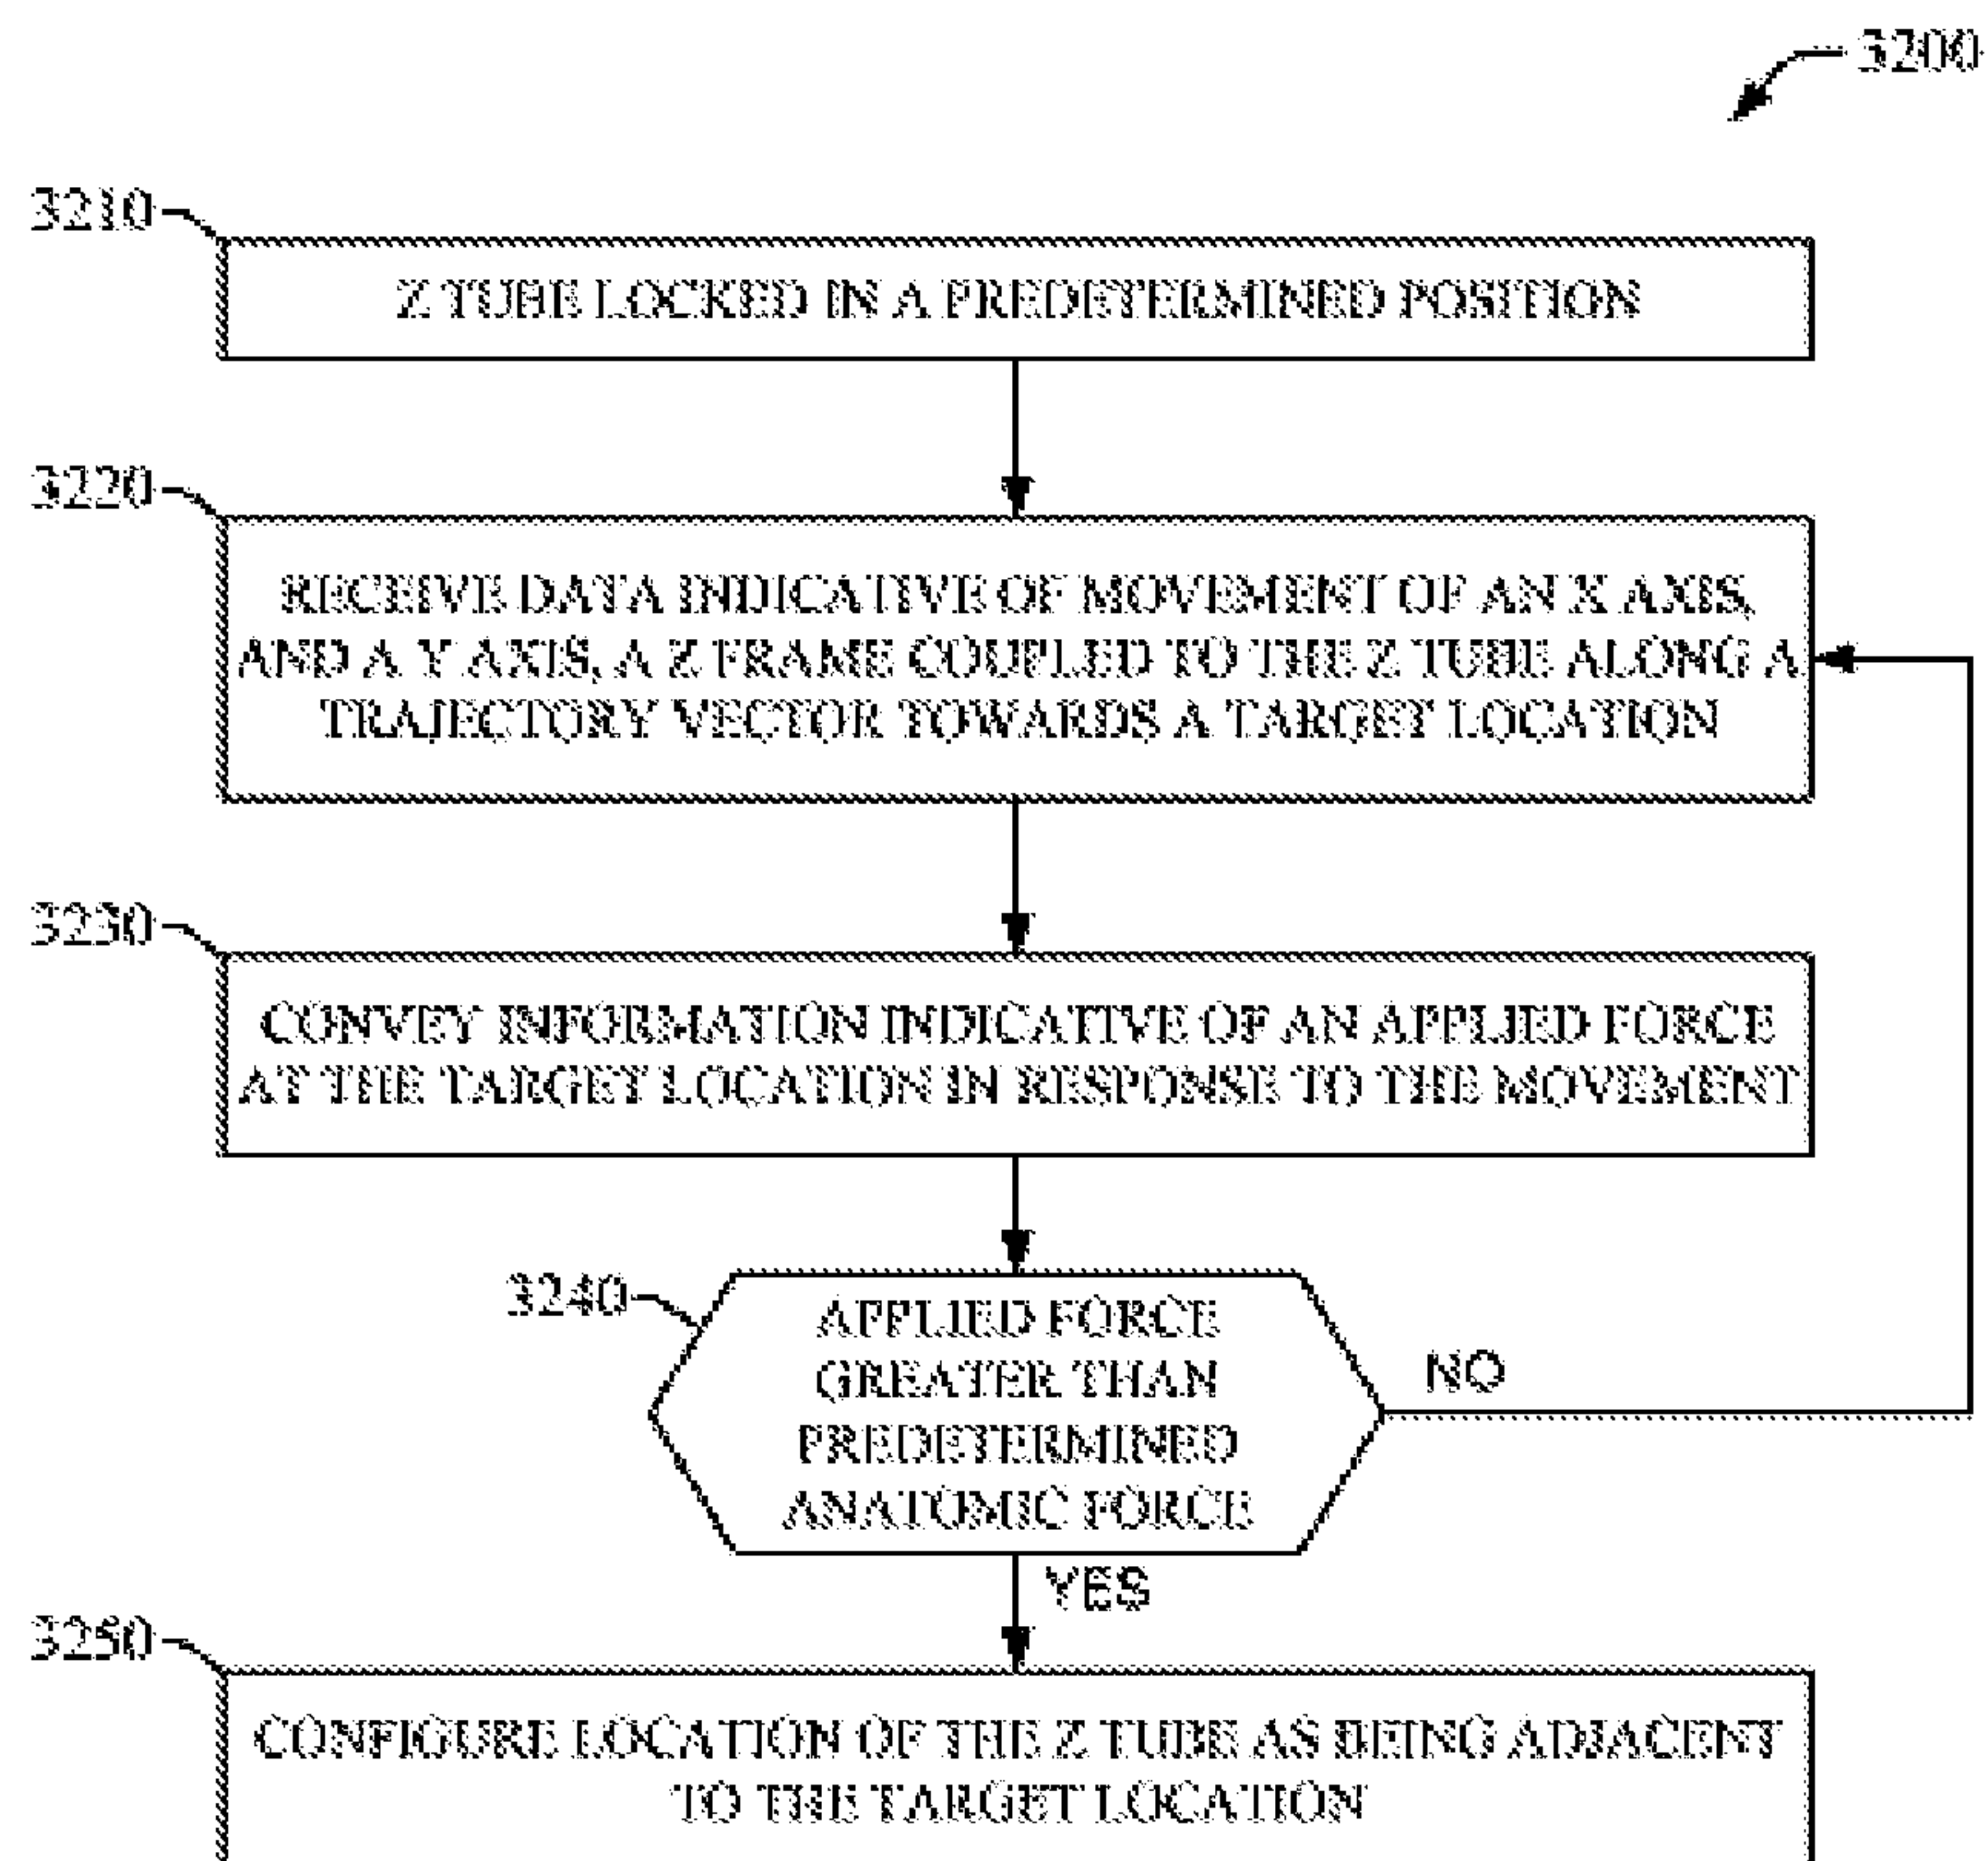 3200
3210
Z TUBE LOCKED IN A PREDETERMINED POSITION
3220
RECEIVE DATA INDICATIVE OF MOVEMENT OF AN X AXIS,
AND A Y AXIS, A Z FRAME COUPLED TO THE Z TUBE ALONG A
TRAJECTORY VECTOR TOWARDS A TARGET LOCATION
3230
CONVEY INFORMATION INDICATIVE OF AN APPLIED FORCE
AT THE TARGET LOCATION IN RESPONSE TO THE MOVEMENT
3240
APPLIED FORCE
GREATER THAN
PREDETERMINED
ANATOMIC FORCE
NO
YES
3250
CONFIGURE LOCATION OF THE Z TUBE AS BEING ADJACENT
TO THE TARGET LOCATION